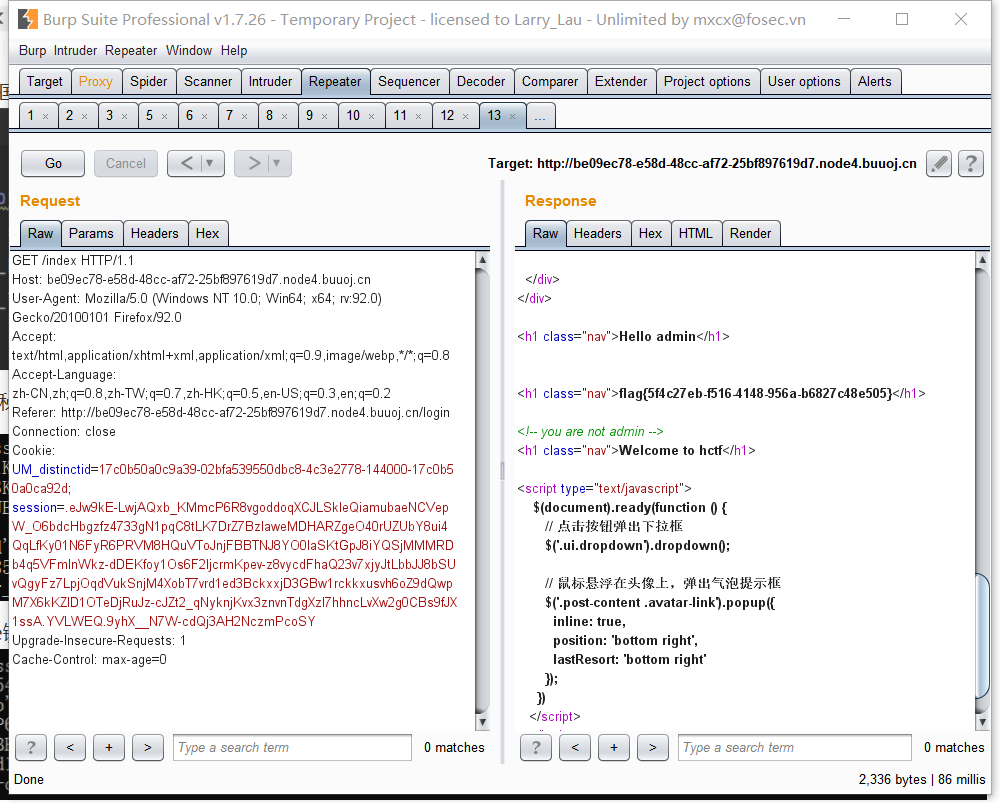 Burp Suite Professional v1.7.26 - Temporary Project - licensed to Larry_Lau - Unlimited by mxcx@fosec.vn
Burp Intruder Repeater Window Help
Target Proxy Spider Scanner Intruder Repeater Sequencer Decoder Comparer Extender Project options User options Alerts
1 × 2 × 3 × 5 × 6 × 7 × 8 × 9 × 10 × 11 × 12 × 13 × ...
Go Cancel < | ▼ > | ▼ Target: http://be09ec78-e58d-48cc-af72-25bf897619d7.node4.buuoj.cn ?
Request
Raw Params Headers Hex
GET /index HTTP/1.1
Host: be09ec78-e58d-48cc-af72-25bf897619d7.node4.buuoj.cn
User-Agent: Mozilla/5.0 (Windows NT 10.0; Win64; x64; rv:92.0)
Gecko/20100101 Firefox/92.0
Accept:
text/html,application/xhtml+xml,application/xml;q=0.9,image/webp,*/*;q=0.8
Accept-Language:
zh-CN,zh;q=0.8,zh-TW;q=0.7,zh-HK;q=0.5,en-US;q=0.3,en;q=0.2
Referer: http://be09ec78-e58d-48cc-af72-25bf897619d7.node4.buuoj.cn/login
Connection: close
Cookie:
UM_distinctid=17c0b50a0c9a39-02bfa539550dbc8-4c3e2778-144000-17c0b5
0a0ca92d;
Upgrade-Insecure-Requests: 1
Cache-Control: max-age=0
? < + > Type a search term 0 matches
Response
Raw Headers Hex HTML Render
</div>
</div>
<h1 class="nav">Hello admin</h1>
<h1 class="nav">flag{5f4c27eb-f516-4148-956a-b6827c48e505}</h1>
<!-- you are not admin -->
<h1 class="nav">Welcome to hctf</h1>
<script type="text/javascript">
$(document).ready(function () {
// 点击按钮弹出下拉框
$('.ui.dropdown').dropdown();
// 鼠标悬浮在头像上，弹出气泡提示框
$('.post-content .avatar-link').popup({
inline: true,
position: 'bottom right',
lastResort: 'bottom right'
});
})
</script>
? < + > Type a search term 0 matches
Done 2,336 bytes | 86 millis